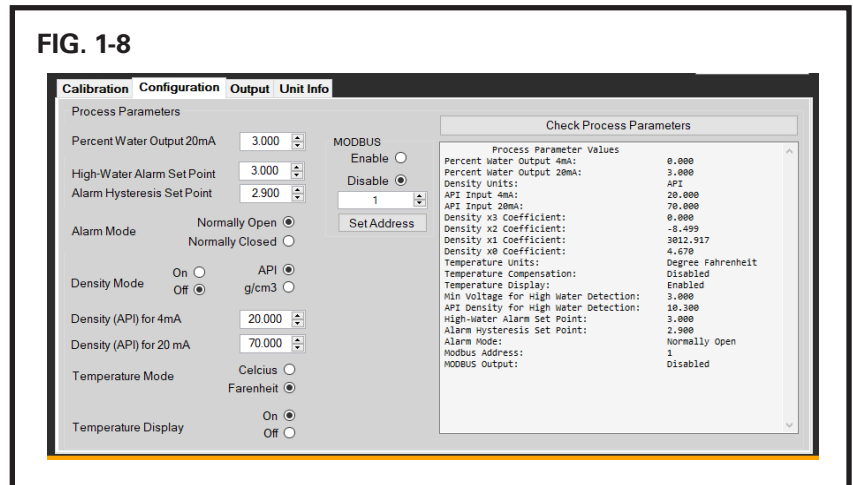 FIG. 1-8
Calibration Configuration Output Unit Info
Process Parameters
Percent Water Output 20mA 3.000
High-Water Alarm Set Point 3.000
Alarm Hysteresis Set Point 2.900
Alarm Mode
Normally Open
Normally Closed
Density Mode
On
Off
API
g/cm3
Density (API) for 4mA 20.000
Density (API) for 20 mA 70.000
Temperature Mode
Celcius
Farenheit
Temperature Display
On
Off
MODBUS
Enable
Disable
1
Set Address
Check Process Parameters
Process Parameter Values
Percent Water Output 4mA: 0.000
Percent Water Output 20mA: 3.000
Density Units: API
API Input 4mA: 20.000
API Input 20mA: 70.000
Density x3 Coefficient: 0.000
Density x2 Coefficient: -8.499
Density x1 Coefficient: 3012.917
Density x0 Coefficient: 4.670
Temperature Units: Degree Fahrenheit
Temperature Compensation: Disabled
Temperature Display: Enabled
Min Voltage for High Water Detection: 3.000
API Density for High Water Detection: 10.300
High-Water Alarm Set Point: 3.000
Alarm Hysteresis Set Point: 2.900
Alarm Mode: Normally Open
Modbus Address: 1
MODBUS Output: Disabled